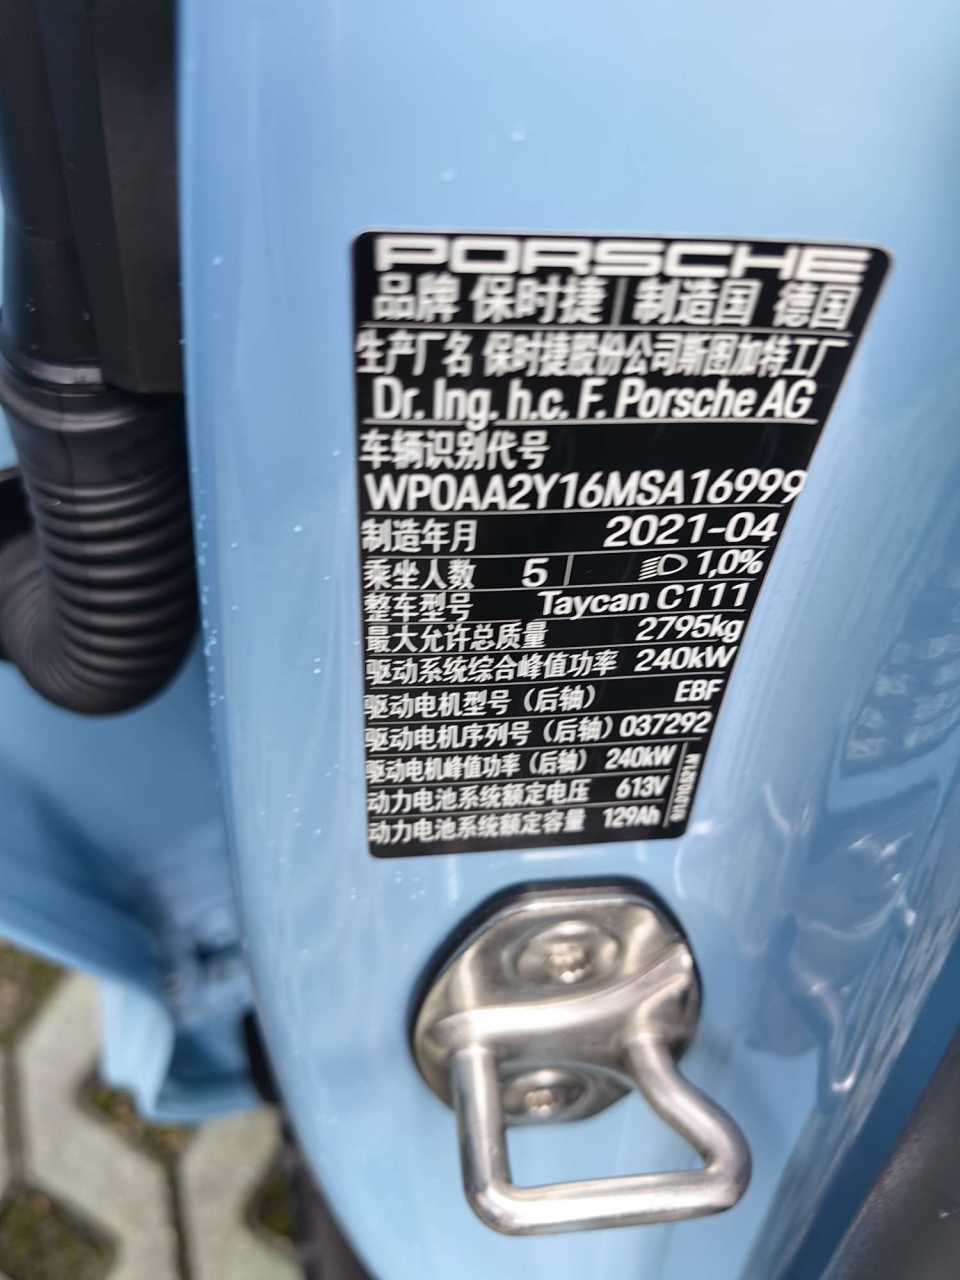 PORSCHE
品牌 保时捷 制造国 德国
生产厂名 保时捷股份公司斯图加特工厂
Dr. Ing. h.c. F. Porsche AG
车辆识别代号
WP0AA2Y16MSA16999
制造年月 2021-04
乘坐人数 5 1,0%
整车型号 Taycan C111
最大允许总质量 2795kg
驱动系统综合峰值功率 240kW
驱动电机型号（后轴） EBF
驱动电机序列号（后轴）037292
驱动电机峰值功率（后轴） 240kW
动力电池系统额定电压 613V
动力电池系统额定容量 129Ah